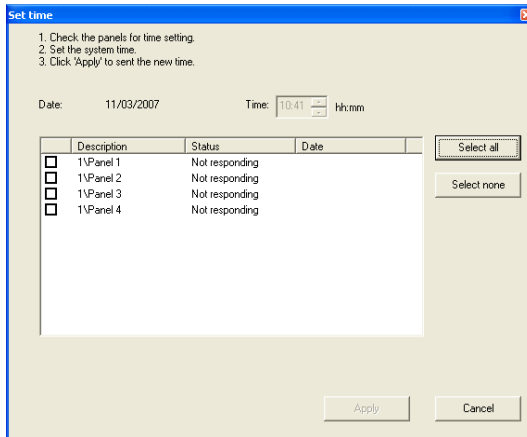 Set time
1. Check the panels for time setting.
2. Set the system time.
3. Click 'Apply' to sent the new time.
Date: 11/03/2007 Time: 10:41 hh:mm
Description Status Date
1\Panel 1 Not responding
1\Panel 2 Not responding
1\Panel 3 Not responding
1\Panel 4 Not responding
Select all
Select none
Apply Cancel